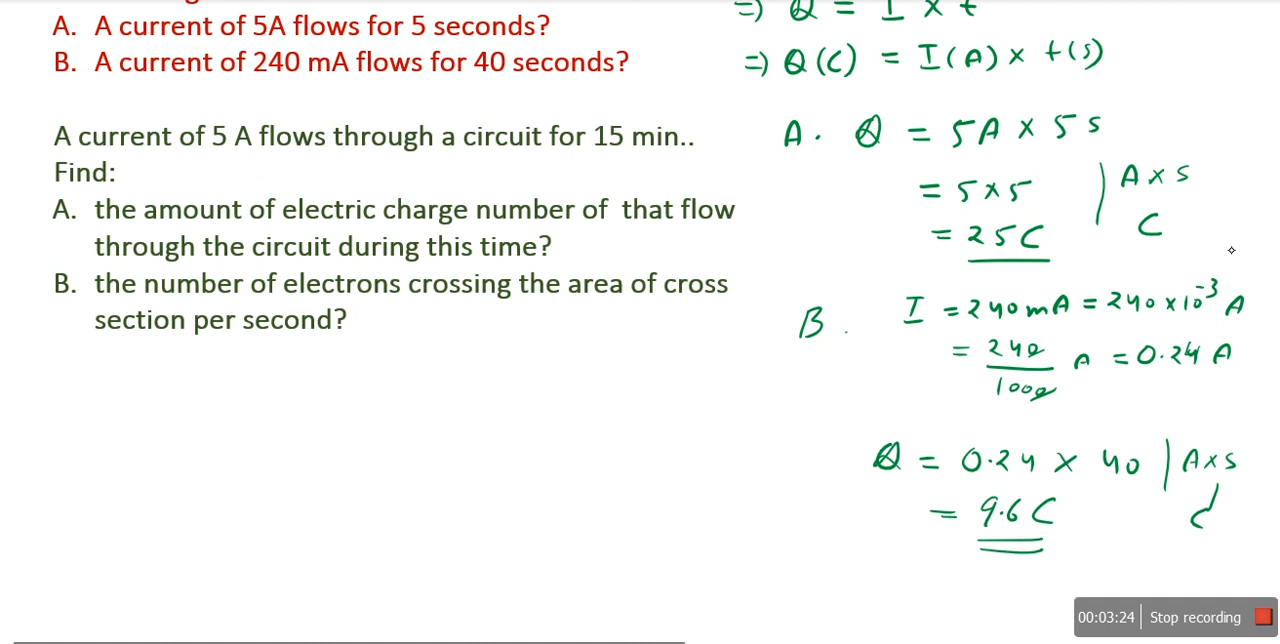 A. A current of 5A flows for 5 seconds?
B. A current of 240 mA flows for 40 seconds?
A current of 5 A flows through a circuit for 15 min..
Find:
A. the amount of electric charge number of that flow
through the circuit during this time?
B. the number of electrons crossing the area of cross
section per second?
=) Q = I × t
=) Q (C) = I (A) × t (s)
A. Q = 5A × 5 s
= 5 × 5 | A × s
= 25C C
B. I = 240mA = 240 × 10⁻³ A
= 240/1000 A = 0.24 A
Q = 0.24 × 40 | A × s
= 9.6 C C
00:03:24 Stop recording